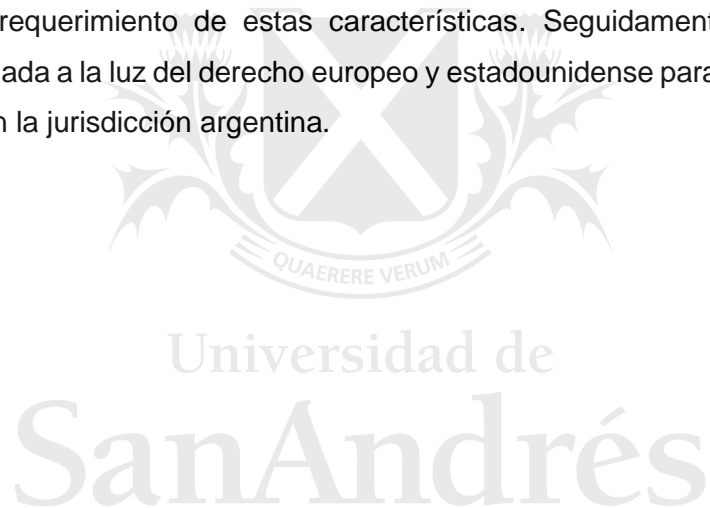 requerimiento de estas características. Seguidament
ada a la luz del derecho europeo y estadounidense para
n la jurisdicción argentina.
QUAERERE VERUM
Universidad de
SanAndrés